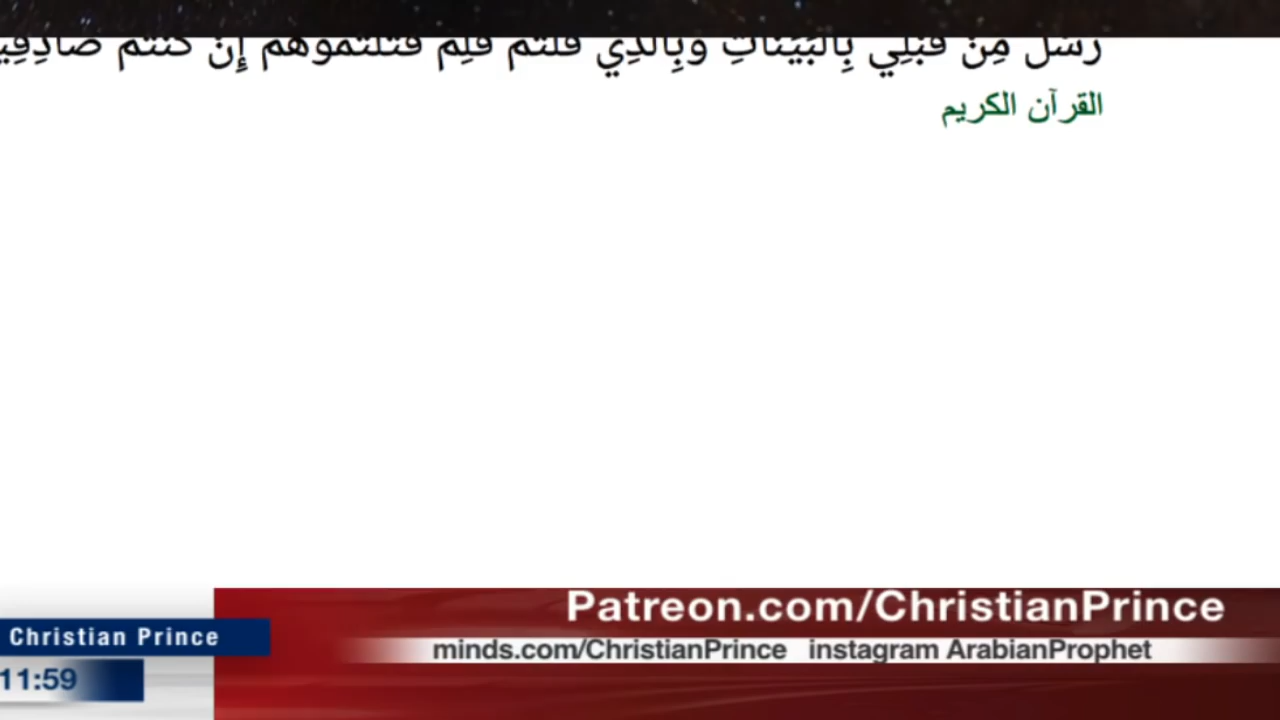 رُسُلٌ مِنْ قَبْلِي بِالْبَيِّنَاتِ وَبِالَّذِي قُلْتُمْ فَلِمَ قَتَلْتُمُوهُمْ إِنْ كُنْتُمْ
القرآن الكريم
Patreon.com/ChristianPrince
Christian Prince
minds.com/ChristianPrince instagram ArabianProphet
11:59